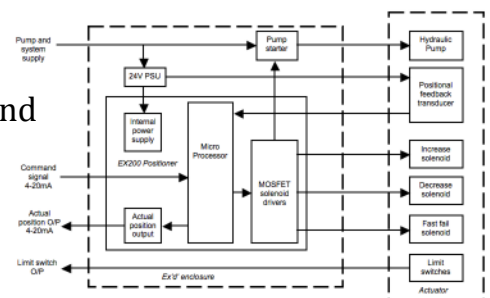 Pump and
system
supply
Pump
starter
Hydraulic
Pump
24V PSU
Positional
feedback
transducer
nd
Internal
power
supply
EX200 Positioner
Micro
Processor
Command
signal
4-20mA
MOSFET
solenoid
drivers
Increase
solenoid
Decrease
solenoid
Actual
position O/P
4-20mA
Actual
position
output
Fast fail
solenoid
Limit switch
O/P
Limit
switches
Ex'd' enclosure
Actuator